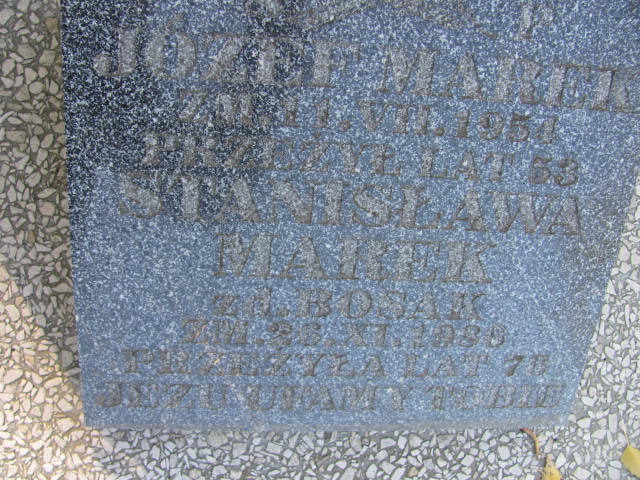 Ś P
JÓZEF MAREK
ZM. 11. VII. 1954
PRZEŻYŁ LAT 53
STANISŁAWA
MAREK
zd. BOSAK
ZM. 26. XI. 1986
PRZEŻYŁA LAT 78
JEZU UFAMY TOBIE